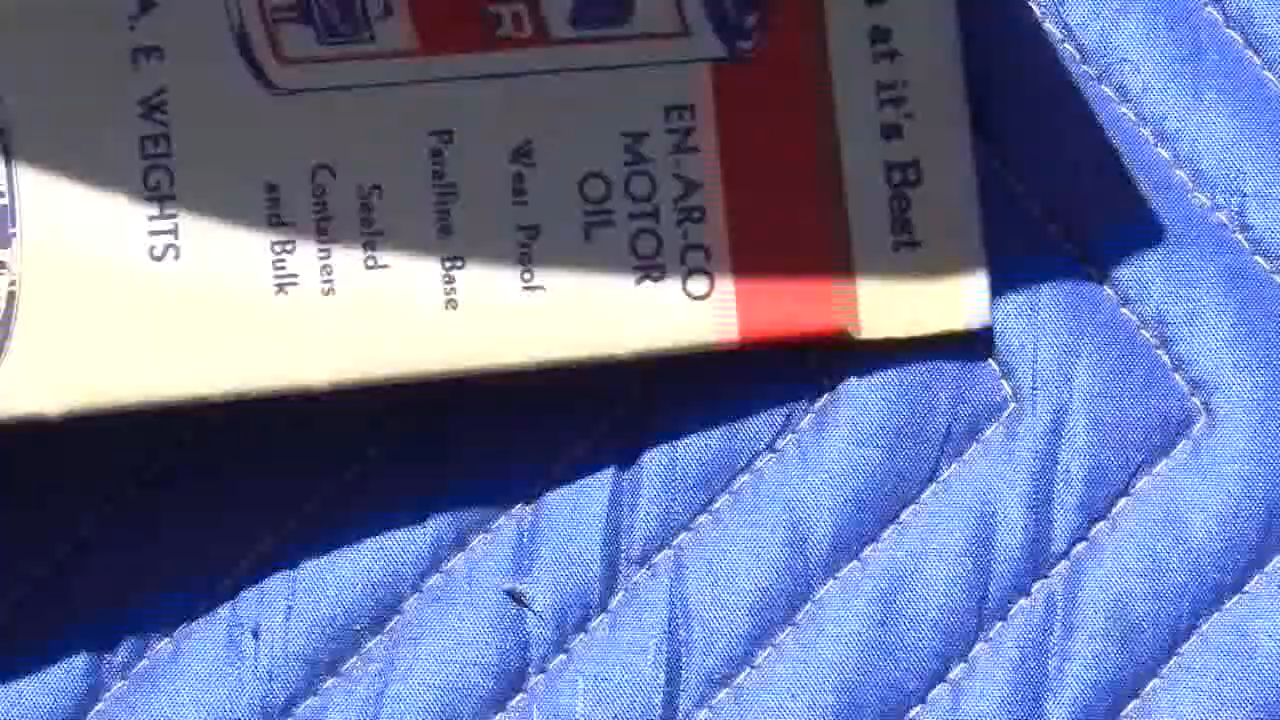 at it's Best
EN-AR-CO
MOTOR
OIL
Wear Proof
Paraffine Base
Sealed
Containers
and Bulk
A. E. WEIGHTS